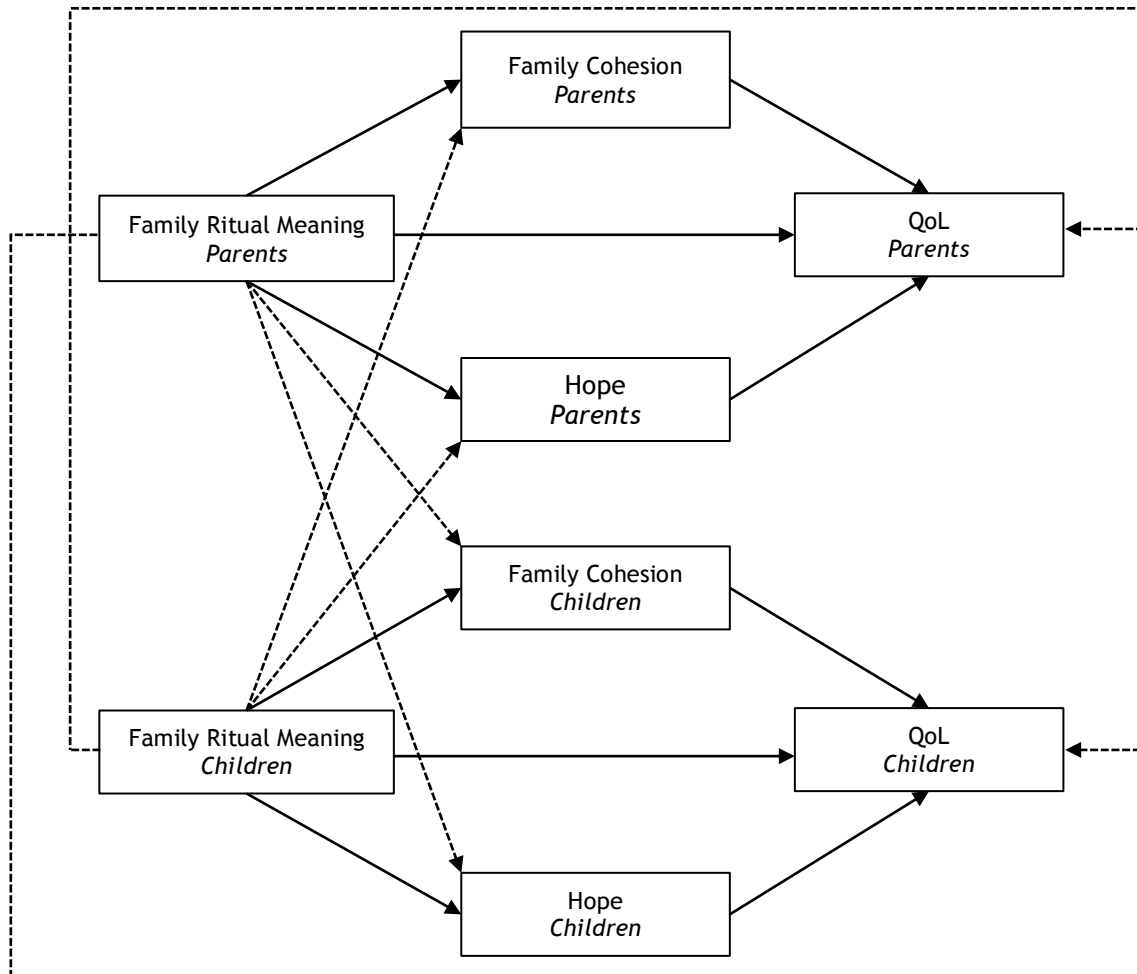 Family Cohesion
Parents
Family Ritual Meaning
Parents
QoL
Parents
Hope
Parents
Family Cohesion
Children
Family Ritual Meaning
Children
QoL
Children
Hope
Children